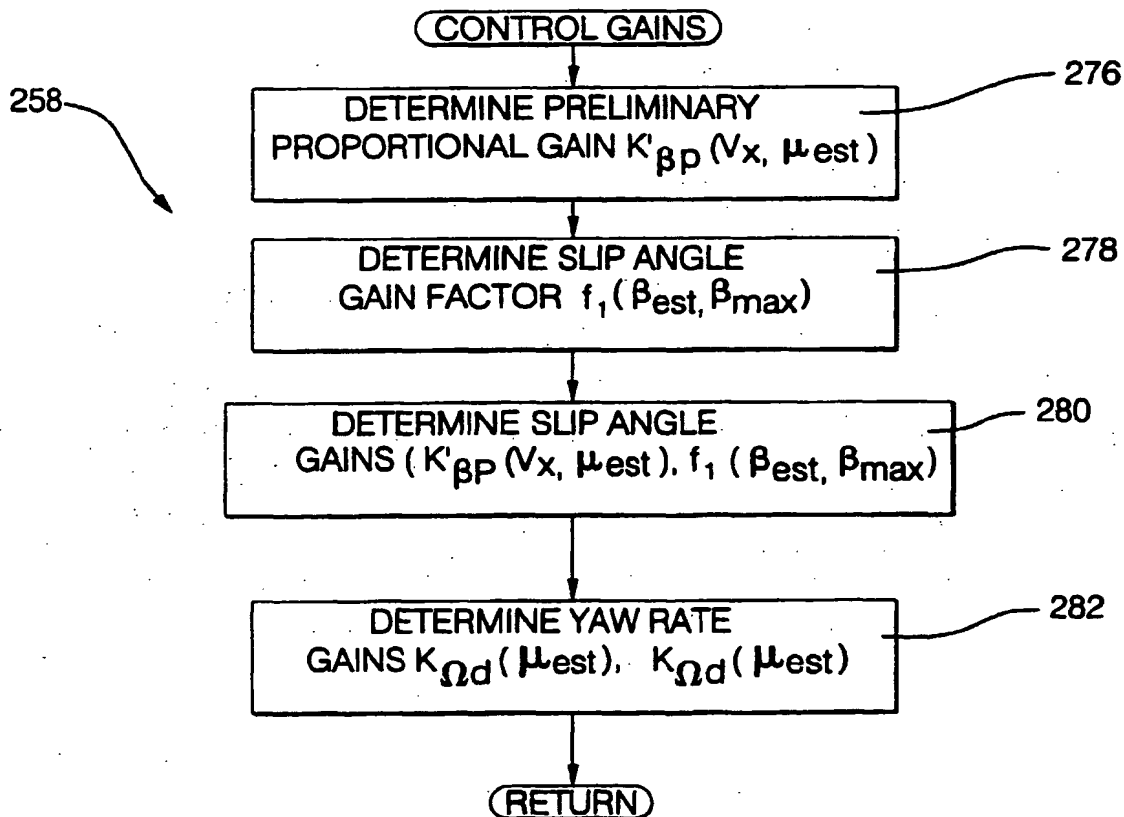 CONTROL GAINS
258
276
DETERMINE PRELIMINARY
PROPORTIONAL GAIN K'βP (Vx, μest)
278
DETERMINE SLIP ANGLE
GAIN FACTOR f1(βest, βmax)
280
DETERMINE SLIP ANGLE
GAINS (K'βP (Vx, μest), f1 (βest, βmax)
282
DETERMINE YAW RATE
GAINS KΩd(μest), KΩd(μest)
RETURN